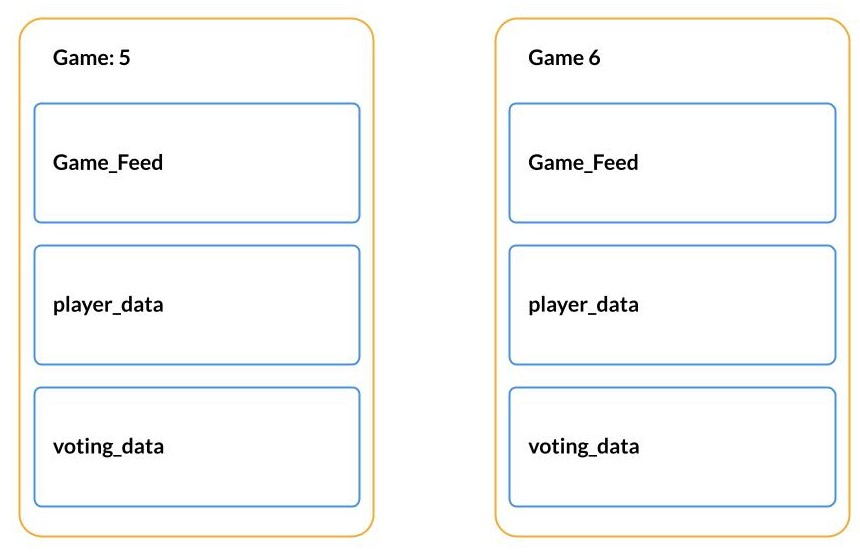 Game: 5
Game_Feed
player_data
voting_data
Game 6
Game_Feed
player_data
voting_data